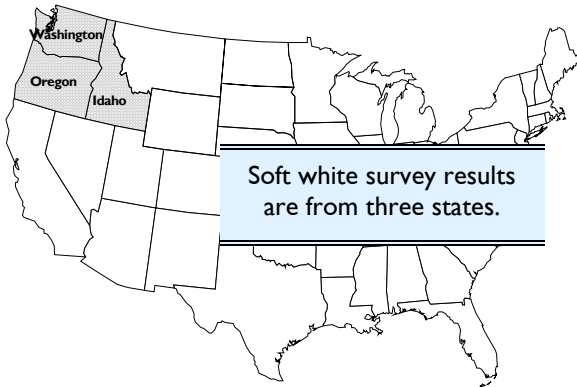 Washington
Oregon
Idaho
Soft white survey results
are from three states.